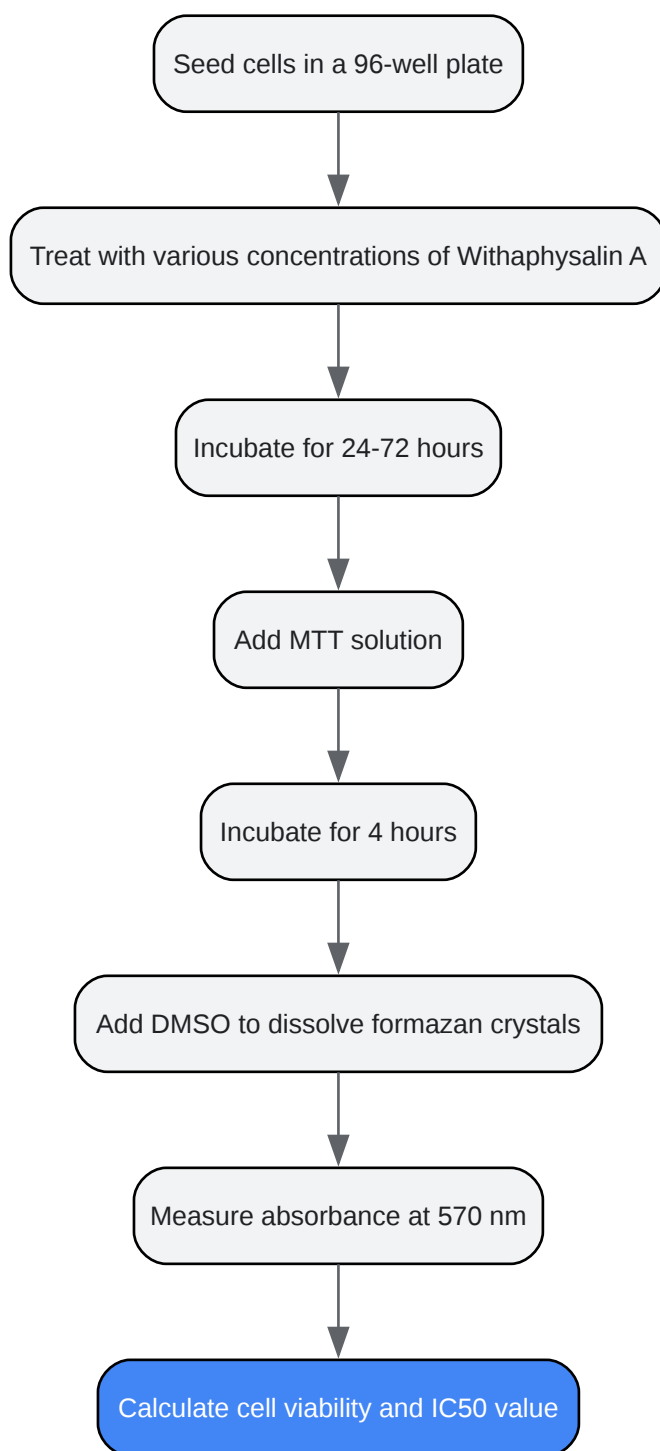 Seed cells in a 96-well plate
Treat with various concentrations of Withaphysalin A
Incubate for 24-72 hours
Add MTT solution
Incubate for 4 hours
Add DMSO to dissolve formazan crystals
Measure absorbance at 570 nm
Calculate cell viability and IC50 value